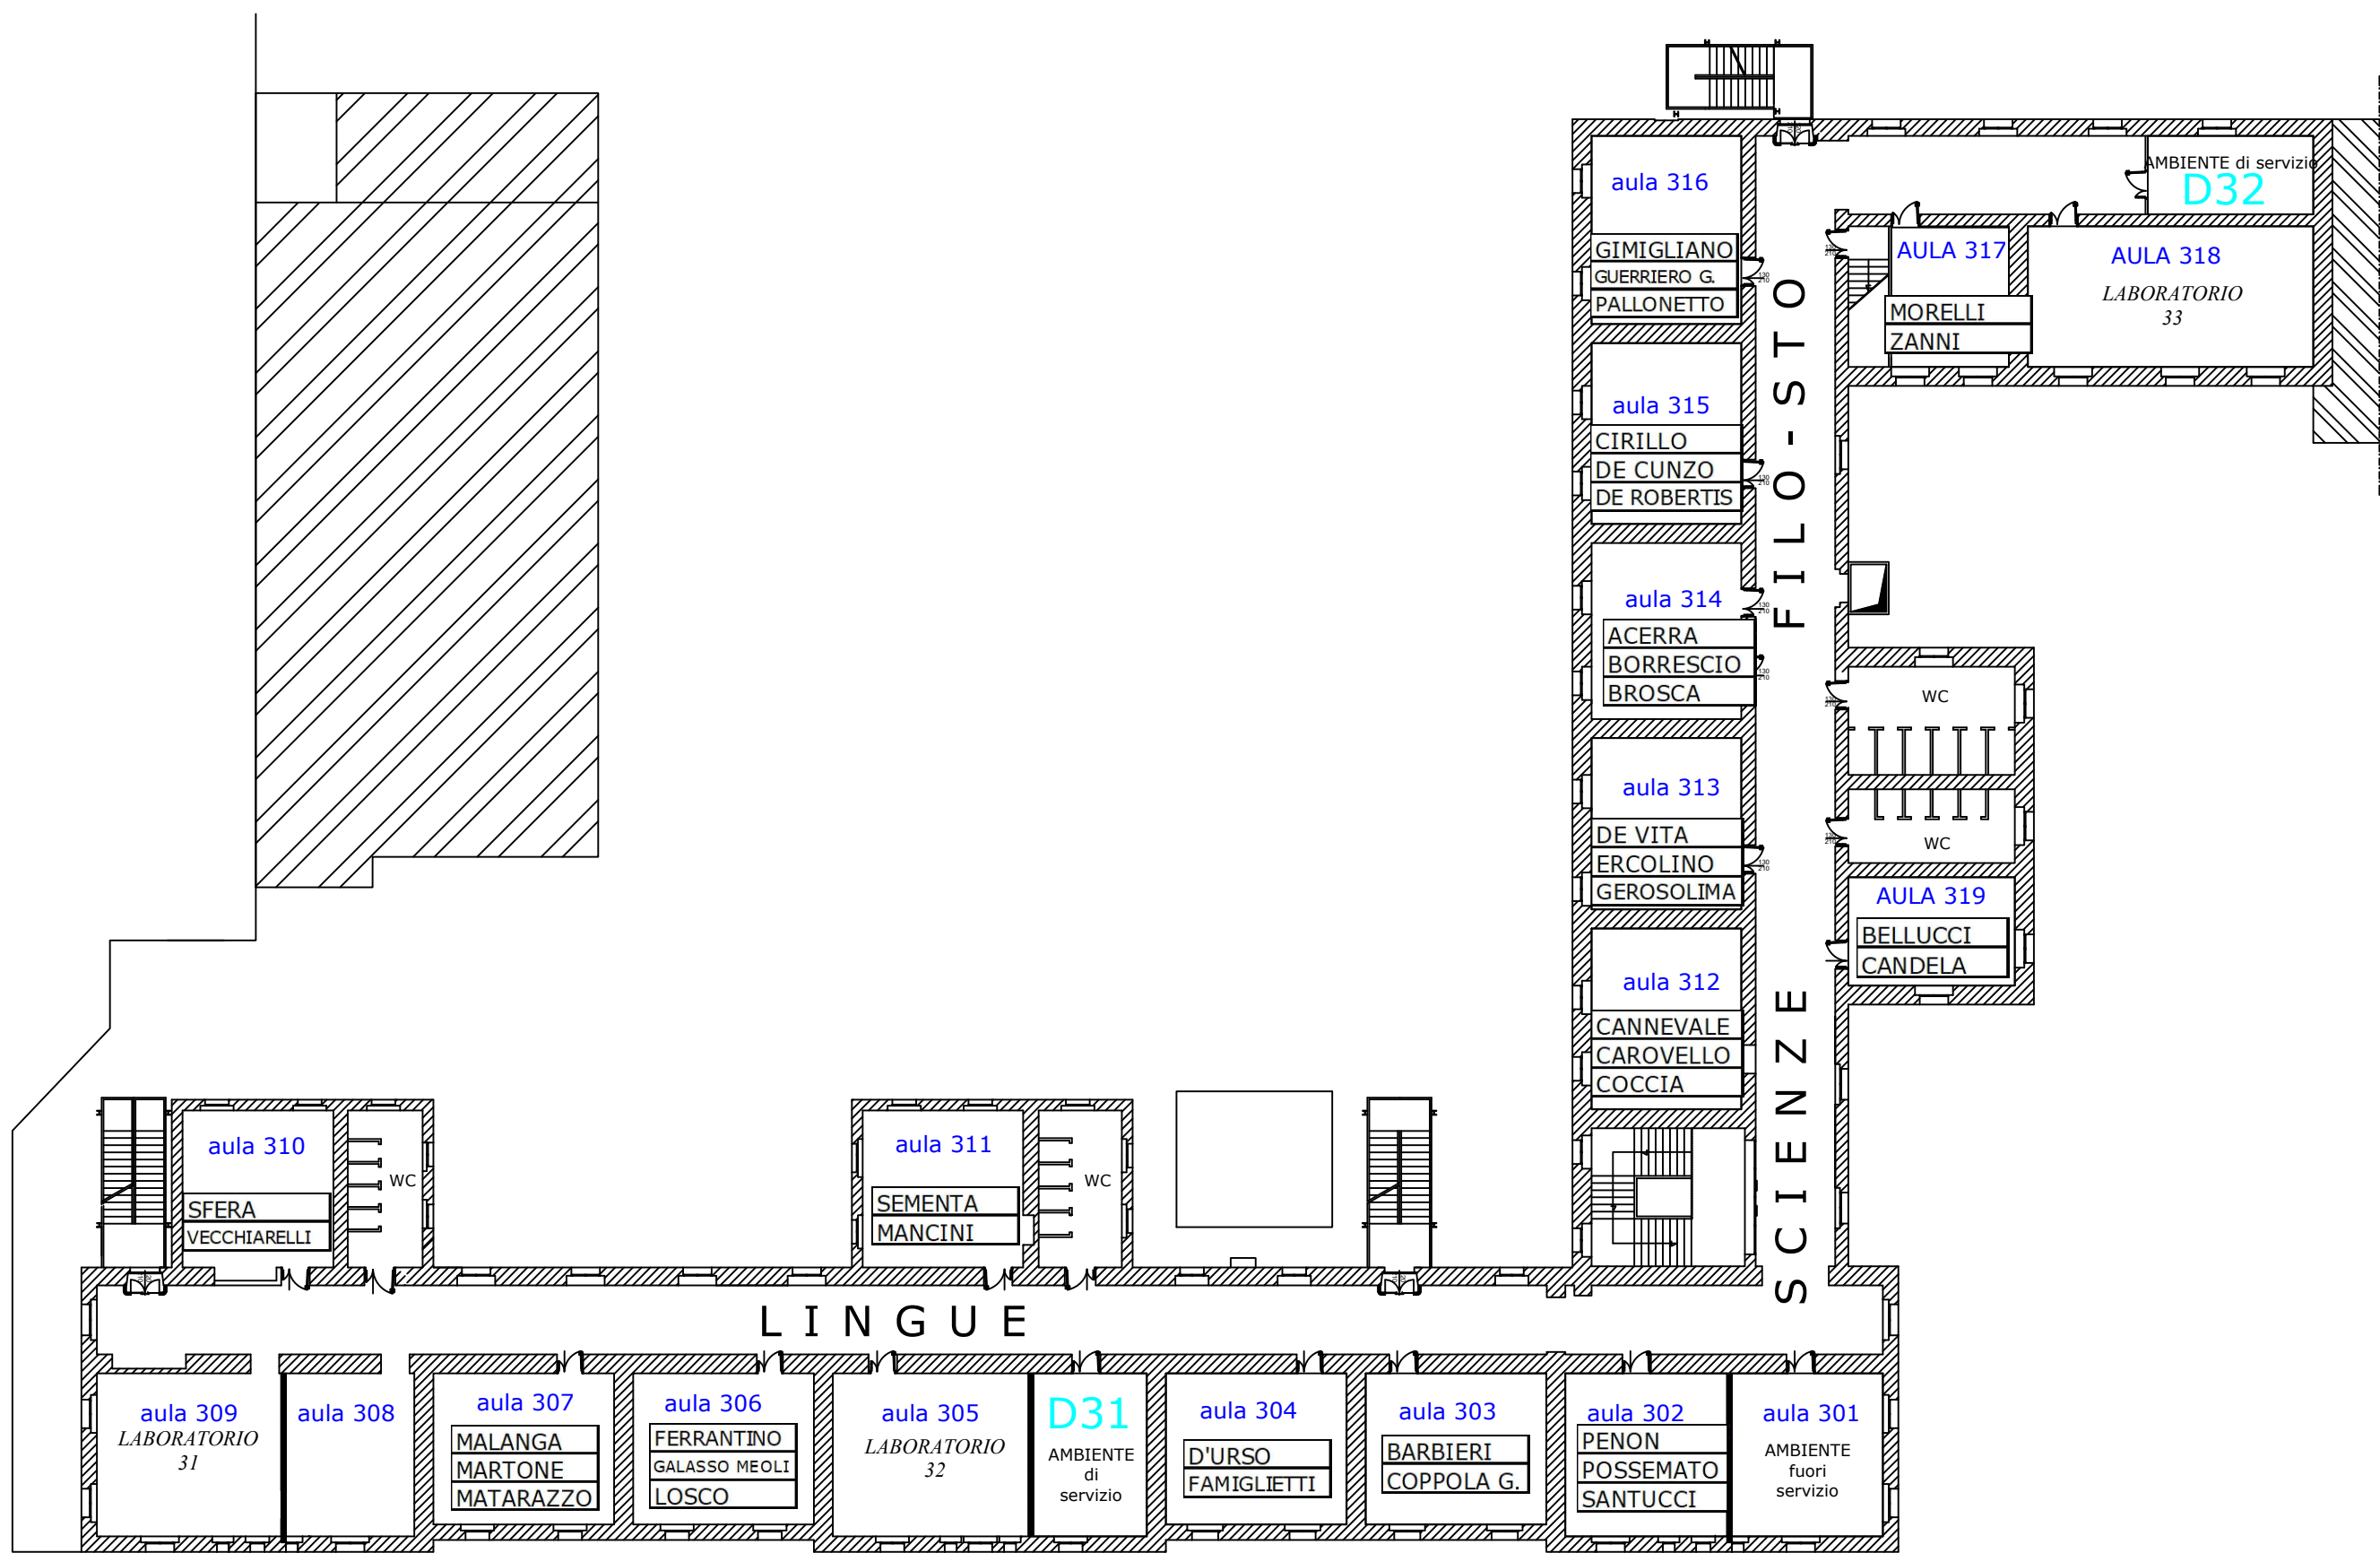 AMBIENTE di servizio
D32
aula 316
GIMIGLIANO
GUERRIERO G.
PALLONETTO
AULA 317
MORELLI
ZANNI
AULA 318
LABORATORIO
33
FILO-STO
aula 315
CIRILLO
DE CUNZO
DE ROBERTIS
aula 314
ACERRA
BORRESCIO
BROSCA
WC
aula 313
DE VITA
ERCOLINO
GEROSOLIMA
WC
AULA 319
BELLUCCI
CANDELA
aula 312
CANNEVALE
CAROVELLO
COCCIA
SCIENZE
aula 310
SFERA
VECCHIARELLI
WC
aula 311
SEMENTA
MANCINI
WC
LINGUE
aula 309
LABORATORIO
31
aula 308
aula 307
MALANGA
MARTONE
MATARAZZO
aula 306
FERRANTINO
GALASSO MEOLI
LOSCO
aula 305
LABORATORIO
32
D31
AMBIENTE
di
servizio
aula 304
D'URSO
FAMIGLIETTI
aula 303
BARBIERI
COPPOLA G.
aula 302
PENON
POSSEMATO
SANTUCCI
aula 301
AMBIENTE
fuori
servizio